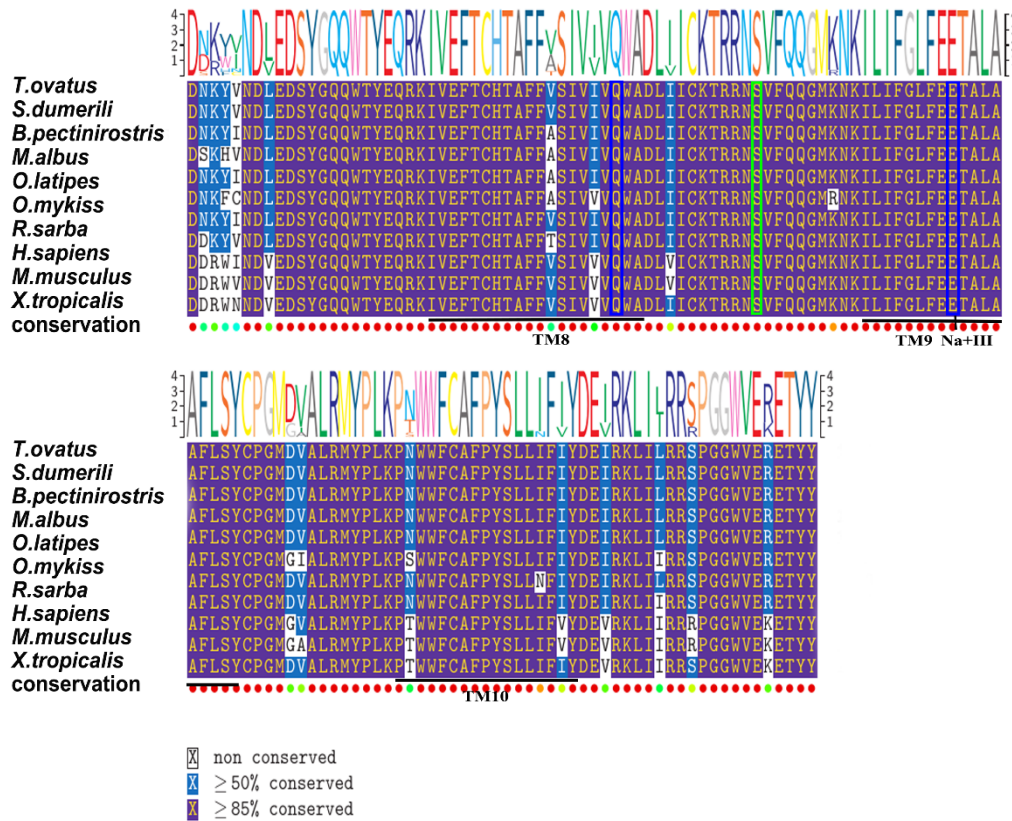 T.ovatus DNKYVNDLEDSYGQQWTYEQRKIVEFTCHTAFFVSIVIVQWADLIICKTRRNSVFQQGMKNKILIFGLFEETALA
S.dumerili DNKYVNDLEDSYGQQWTYEQRKIVEFTCHTAFFVSIVIVQWADLIICKTRRNSVFQQGMKNKILIFGLFEETALA
B.pectinirostris DNKYINDLEDSYGQQWTYEQRKIVEFTCHTAFFASIVIVQWADLIICKTRRNSVFQQGMKNKILIFGLFEETALA
M.albus DSKHVNDLEDSYGQQWTYEQRKIVEFTCHTAFFASIVIVQWADLIICKTRRNSVFQQGMKNKILIFGLFEETALA
O.latipes DNKYINDLEDSYGQQWTYEQRKIVEFTCHTAFFASIVIVQWADLIICKTRRNSVFQQGMKNKILIFGLFEETALA
O.mykiss DNKFCNDLEDSYGQQWTYEQRKIVEFTCHTAFFASIVVVQWADLIICKTRRNSVFQQGMRNKILIFGLFEETALA
R.sarba DNKYINDLEDSYGQQWTYEQRKIVEFTCHTAFFVSIVIVQWADLIICKTRRNSVFQQGMKNKILIFGLFEETALA
H.sapiens DDKYVNDLEDSYGQQWTYEQRKIVEFTCHTAFFTSIVIVQWADLIICKTRRNSVFQQGMKNKILIFGLFEETALA
M.musculus DDRWINDVEDSYGQQWTYEQRKIVEFTCHTAFFVSIVVVQWADLVICKTRRNSVFQQGMKNKILIFGLFEETALA
X.tropicalis DDRWVNDVEDSYGQQWTYEQRKIVEFTCHTAFFVSIVVVQWADLVICKTRRNSVFQQGMKNKILIFGLFEETALA
DDRWNNDVEDSYGQQWTYEQRKIVEFTCHTAFFVSIVVVQWADLIICKTRRNSVFQQGMKNKILIFGLFEETALA
conservation
TM8 TM9 Na+III
T.ovatus AFLSYCPGMDVALRMYPLKPNWWFCAFPYSLLIFIYDEIRKLILRRSPGGWVERETYY
S.dumerili AFLSYCPGMDVALRMYPLKPNWWFCAFPYSLLIFIYDEIRKLILRRSPGGWVERETYY
B.pectinirostris AFLSYCPGMDVALRMYPLKPNWWFCAFPYSLLIFIYDEIRKLILRRSPGGWVERETYY
M.albus AFLSYCPGMDVALRMYPLKPNWWFCAFPYSLLIFIYDEIRKLILRRSPGGWVERETYY
O.latipes AFLSYCPGMDVALRMYPLKPNWWFCAFPYSLLIFIYDEIRKLILRRSPGGWVERETYY
O.mykiss AFLSYCPGMGIALRMYPLKPSWWFCAFPYSLLIFIYDEIRKLIIRRSPGGWVERETYY
R.sarba AFLSYCPGMDVALRMYPLKPNWWFCAFPYSLLNFIYDEIRKLILRRSPGGWVERETYY
H.sapiens AFLSYCPGMDVALRMYPLKPNWWFCAFPYSLLIFIYDEIRKLIIRRSPGGWVERETYY
M.musculus AFLSYCPGMGVALRMYPLKPTWWFCAFPYSLLIFVYDEVRKLIIRRRPGGWVEKETYY
X.tropicalis AFLSYCPGMGAALRMYPLKPTWWFCAFPYSLLIFVYDEVRKLIIRRRPGGWVEKETYY
AFLSYCPGMDVALRMYPLKPTWWFCAFPYSLLIFIYDEVRKLIIRRSPGGWVEKETYY
conservation
TM10
X non conserved
X ≥50% conserved
X ≥85% conserved